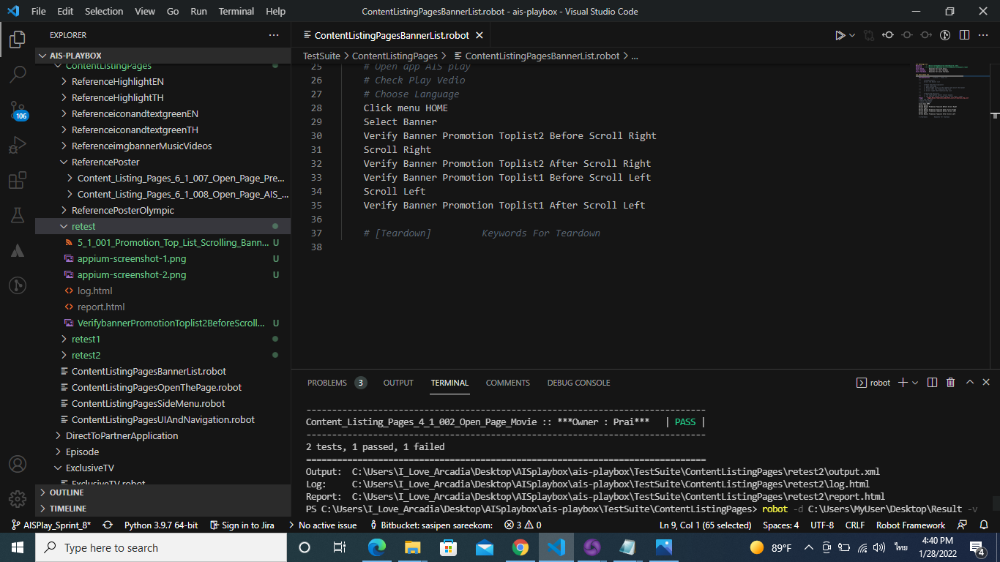 File Edit Selection View Go Run Terminal Help ContentListingPagesBannerList.robot - ais-playbox - Visual Studio Code
EXPLORER
AIS-PLAYBOX
ContentListingPages
ReferenceHighlightEN
ReferenceHighlightTH
ReferenceiconandtextgreenEN
ReferenceiconandtextgreenTH
ReferenceimgbannerMusicVideos
ReferencePoster
Content_Listing_Pages_6_1_007_Open_Page_Pre...
Content_Listing_Pages_6_1_008_Open_Page_AIS_...
ReferencePosterOlympic
retest
5_1_001_Promotion_Top_List_Scrolling_Bann... U
appium-screenshot-1.png U
appium-screenshot-2.png U
log.html
report.html
VerifybannerPromotionToplist2BeforeScroll... U
retest1
retest2
ContentListingPagesBannerList.robot
ContentListingPagesOpenThePage.robot
ContentListingPagesSideMenu.robot
ContentListingPagesUIAndNavigation.robot
DirectToPartnerApplication
Episode
ExclusiveTV
ExclusiveTV.robot
OUTLINE
TIMELINE
106
ContentListingPagesBannerList.robot
TestSuite > ContentListingPages > ContentListingPagesBannerList.robot > ...
25 # Open app AIS play
26 # Check Play Vedio
27 # Choose Language
28 Click menu HOME
29 Select Banner
30 Verify Banner Promotion Toplist2 Before Scroll Right
31 Scroll Right
32 Verify Banner Promotion Toplist2 After Scroll Right
33 Verify Banner Promotion Toplist1 Before Scroll Left
34 Scroll Left
35 Verify Banner Promotion Toplist1 After Scroll Left
36
37 # [Teardown] Keywords For Teardown
38
PROBLEMS 3 OUTPUT TERMINAL COMMENTS DEBUG CONSOLE robot
------------------------------------------------------------------------------
Content_Listing_Pages_4_1_002_Open_Page_Movie :: ***Owner : Prai*** | PASS |
------------------------------------------------------------------------------
2 tests, 1 passed, 1 failed
==============================================================================
Output: C:\Users\I_Love_Arcadia\Desktop\AISplaybox\ais-playbox\TestSuite\ContentListingPages\retest2\output.xml
Log: C:\Users\I_Love_Arcadia\Desktop\AISplaybox\ais-playbox\TestSuite\ContentListingPages\retest2\log.html
Report: C:\Users\I_Love_Arcadia\Desktop\AISplaybox\ais-playbox\TestSuite\ContentListingPages\retest2\report.html
PS C:\Users\I_Love_Arcadia\Desktop\AISplaybox\ais-playbox\TestSuite\ContentListingPages> robot -d C:\Users\MyUser\Desktop\Result -v
AISPlay_Sprint_8* Python 3.9.7 64-bit Sign in to Jira No active issue Bitbucket: sasipen sareekom: 3 0 Ln 9, Col 1 (65 selected) Spaces: 4 UTF-8 CRLF Robot Framework
Type here to search 89°F ไทย 4:40 PM
1/28/2022
4